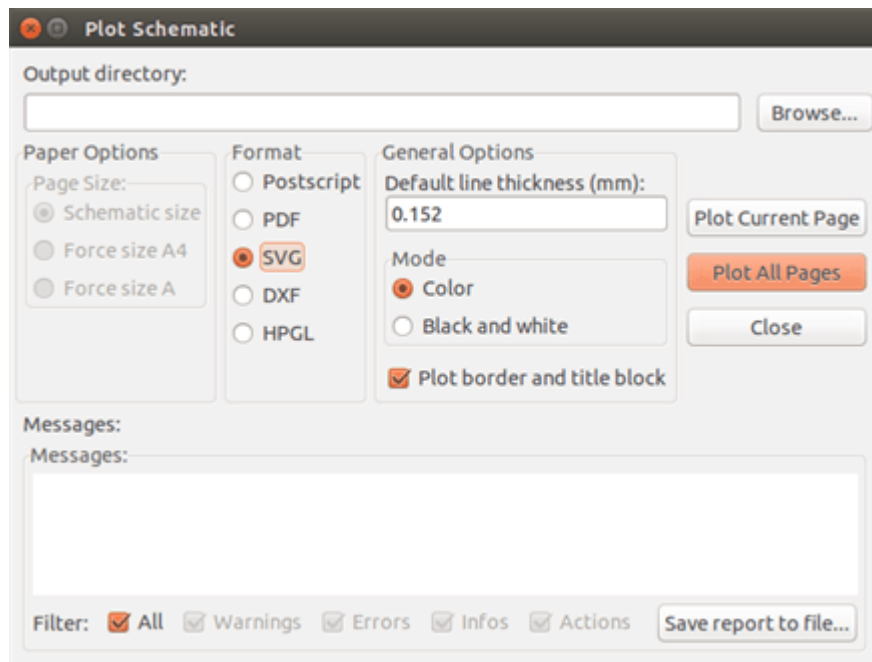 Plot Schematic
Output directory:
Browse...
Paper Options
Page Size:
Schematic size
Force size A4
Force size A
Format
Postscript
PDF
SVG
DXF
HPGL
General Options
Default line thickness (mm):
0.152
Mode
Color
Black and white
Plot border and title block
Plot Current Page
Plot All Pages
Close
Messages:
Messages:
Filter: All Warnings Errors Infos Actions Save report to file...